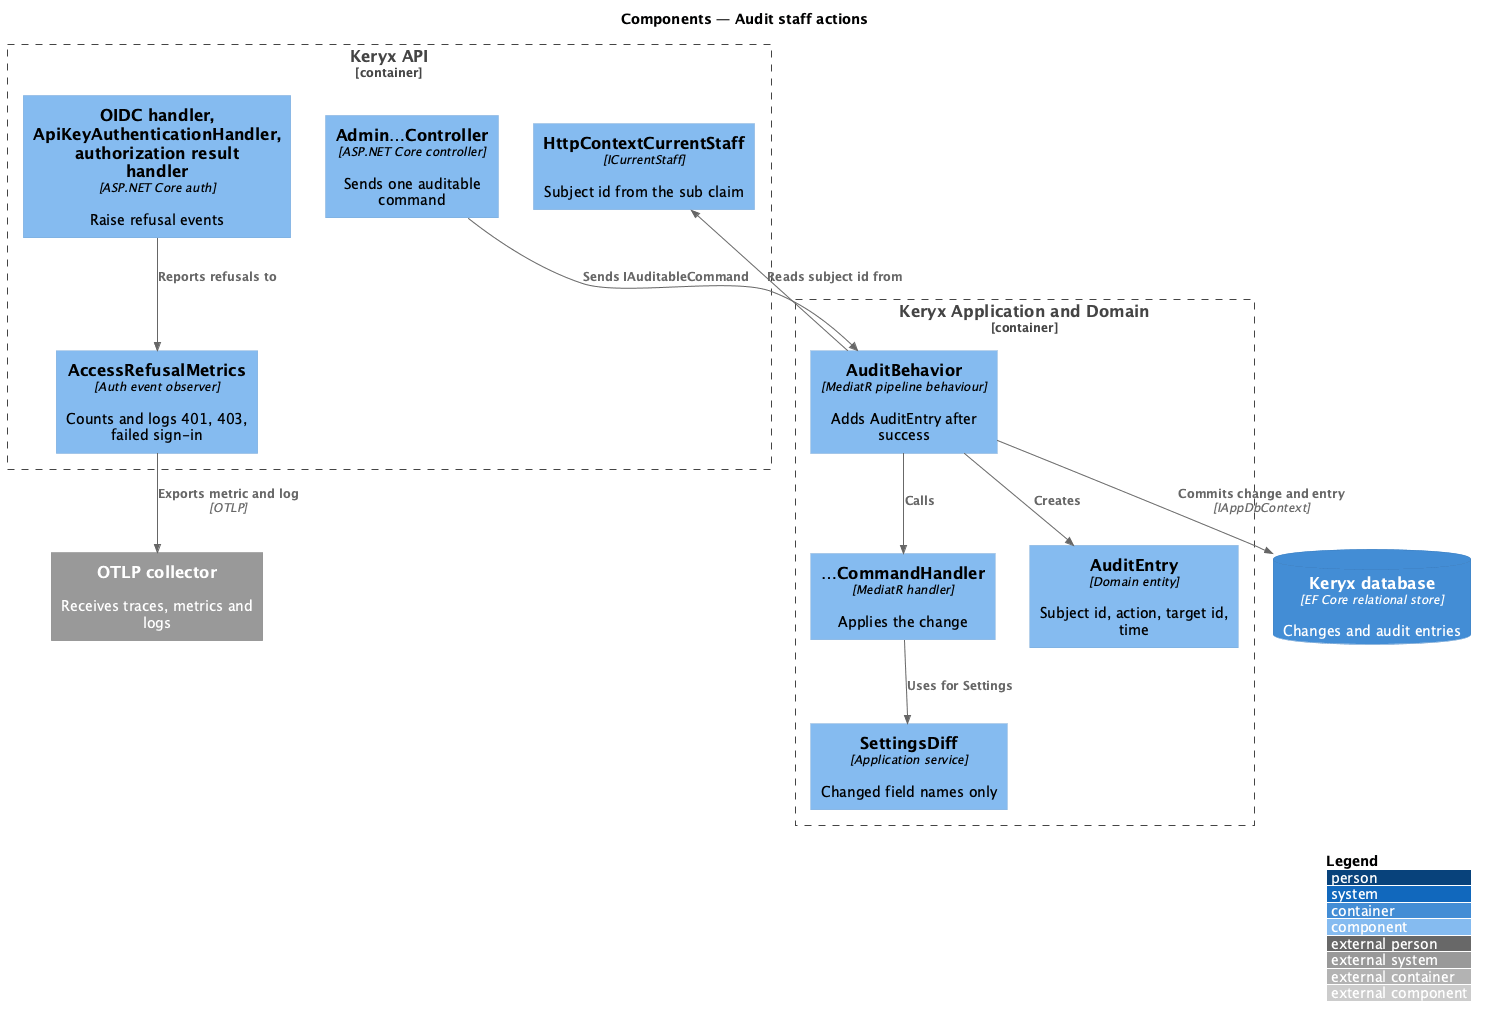 Components — Audit staff actions
Keryx API
[container]
OIDC handler,
ApiKeyAuthenticationHandler,
authorization result
handler
[ASP.NET Core auth]
Raise refusal events
Admin...Controller
[ASP.NET Core controller]
Sends one auditable
command
HttpContextCurrentStaff
[ICurrentStaff]
Subject id from the sub claim
Reports refusals to
Sends IAuditableCommand
Reads subject id from
Keryx Application and Domain
[container]
AccessRefusalMetrics
[Auth event observer]
Counts and logs 401, 403,
failed sign-in
AuditBehavior
[MediatR pipeline behaviour]
Adds AuditEntry after
success
Exports metric and log
[OTLP]
Calls
Creates
Commits change and entry
[IAppDbContext]
OTLP collector
Receives traces, metrics and
logs
...CommandHandler
[MediatR handler]
Applies the change
AuditEntry
[Domain entity]
Subject id, action, target id,
time
Keryx database
[EF Core relational store]
Changes and audit entries
Uses for Settings
SettingsDiff
[Application service]
Changed field names only
Legend
person
system
container
component
external person
external system
external container
external component